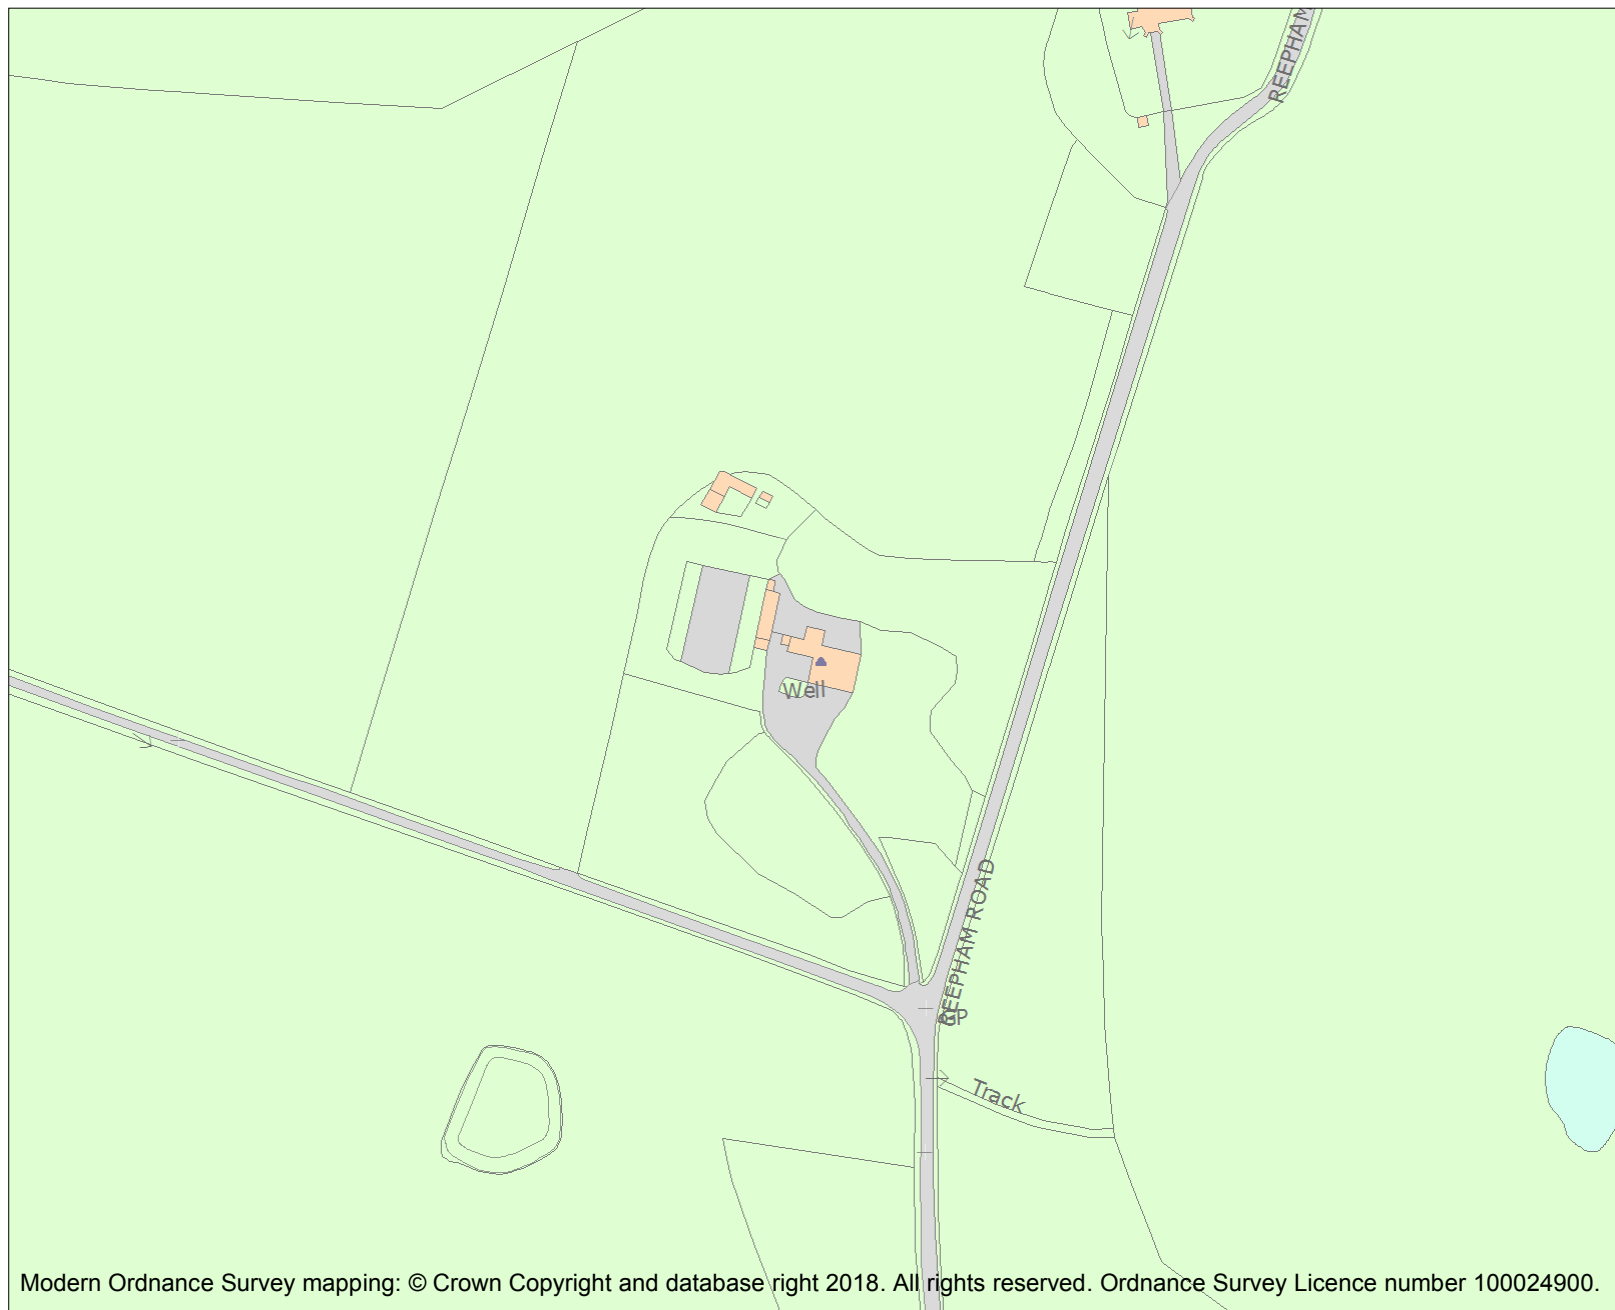 REEPHAM
Well
REEPHAM ROAD
GP
Track
Modern Ordnance Survey mapping: © Crown Copyright and database right 2018. All rights reserved. Ordnance Survey Licence number 100024900.